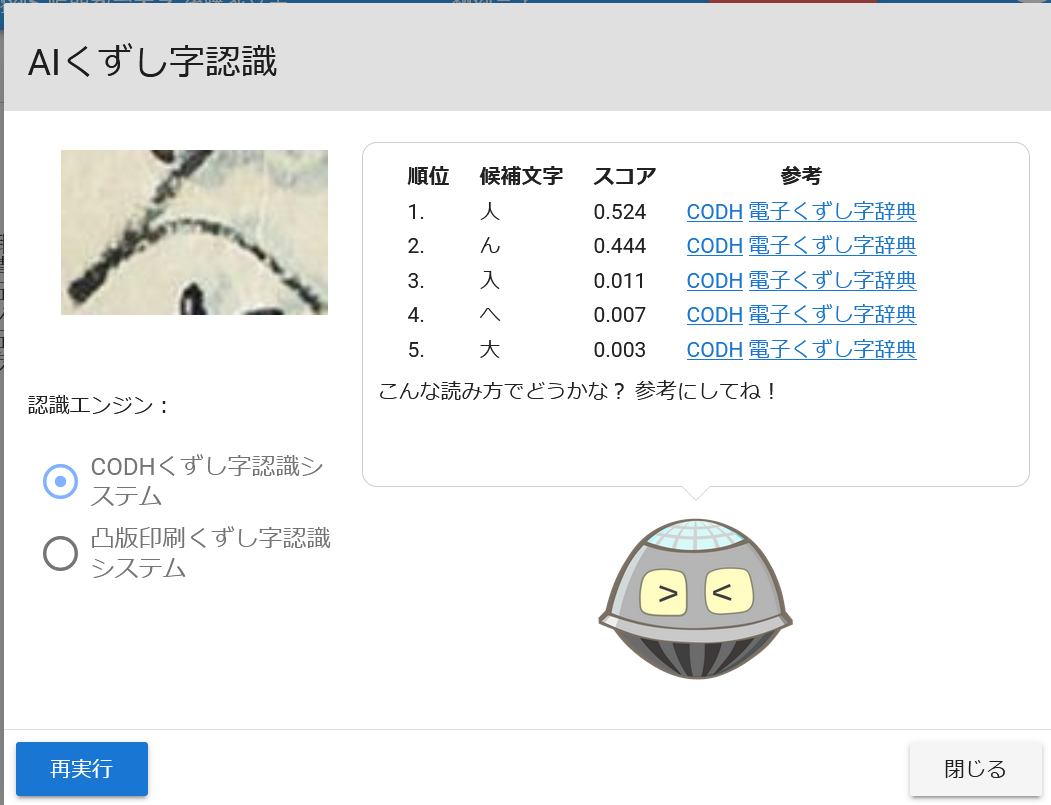 AIくずし字認識
順位 候補文字 スコア 参考
1. 人 0.524 CODH 電子くずし字辞典
2. ん 0.444 CODH 電子くずし字辞典
3. 入 0.011 CODH 電子くずし字辞典
4. へ 0.007 CODH 電子くずし字辞典
5. 大 0.003 CODH 電子くずし字辞典
こんな読み方でどうかな？ 参考にしてね！
認識エンジン：
CODHくずし字認識シ
ステム
凸版印刷くずし字認識
システム
再実行
閉じる